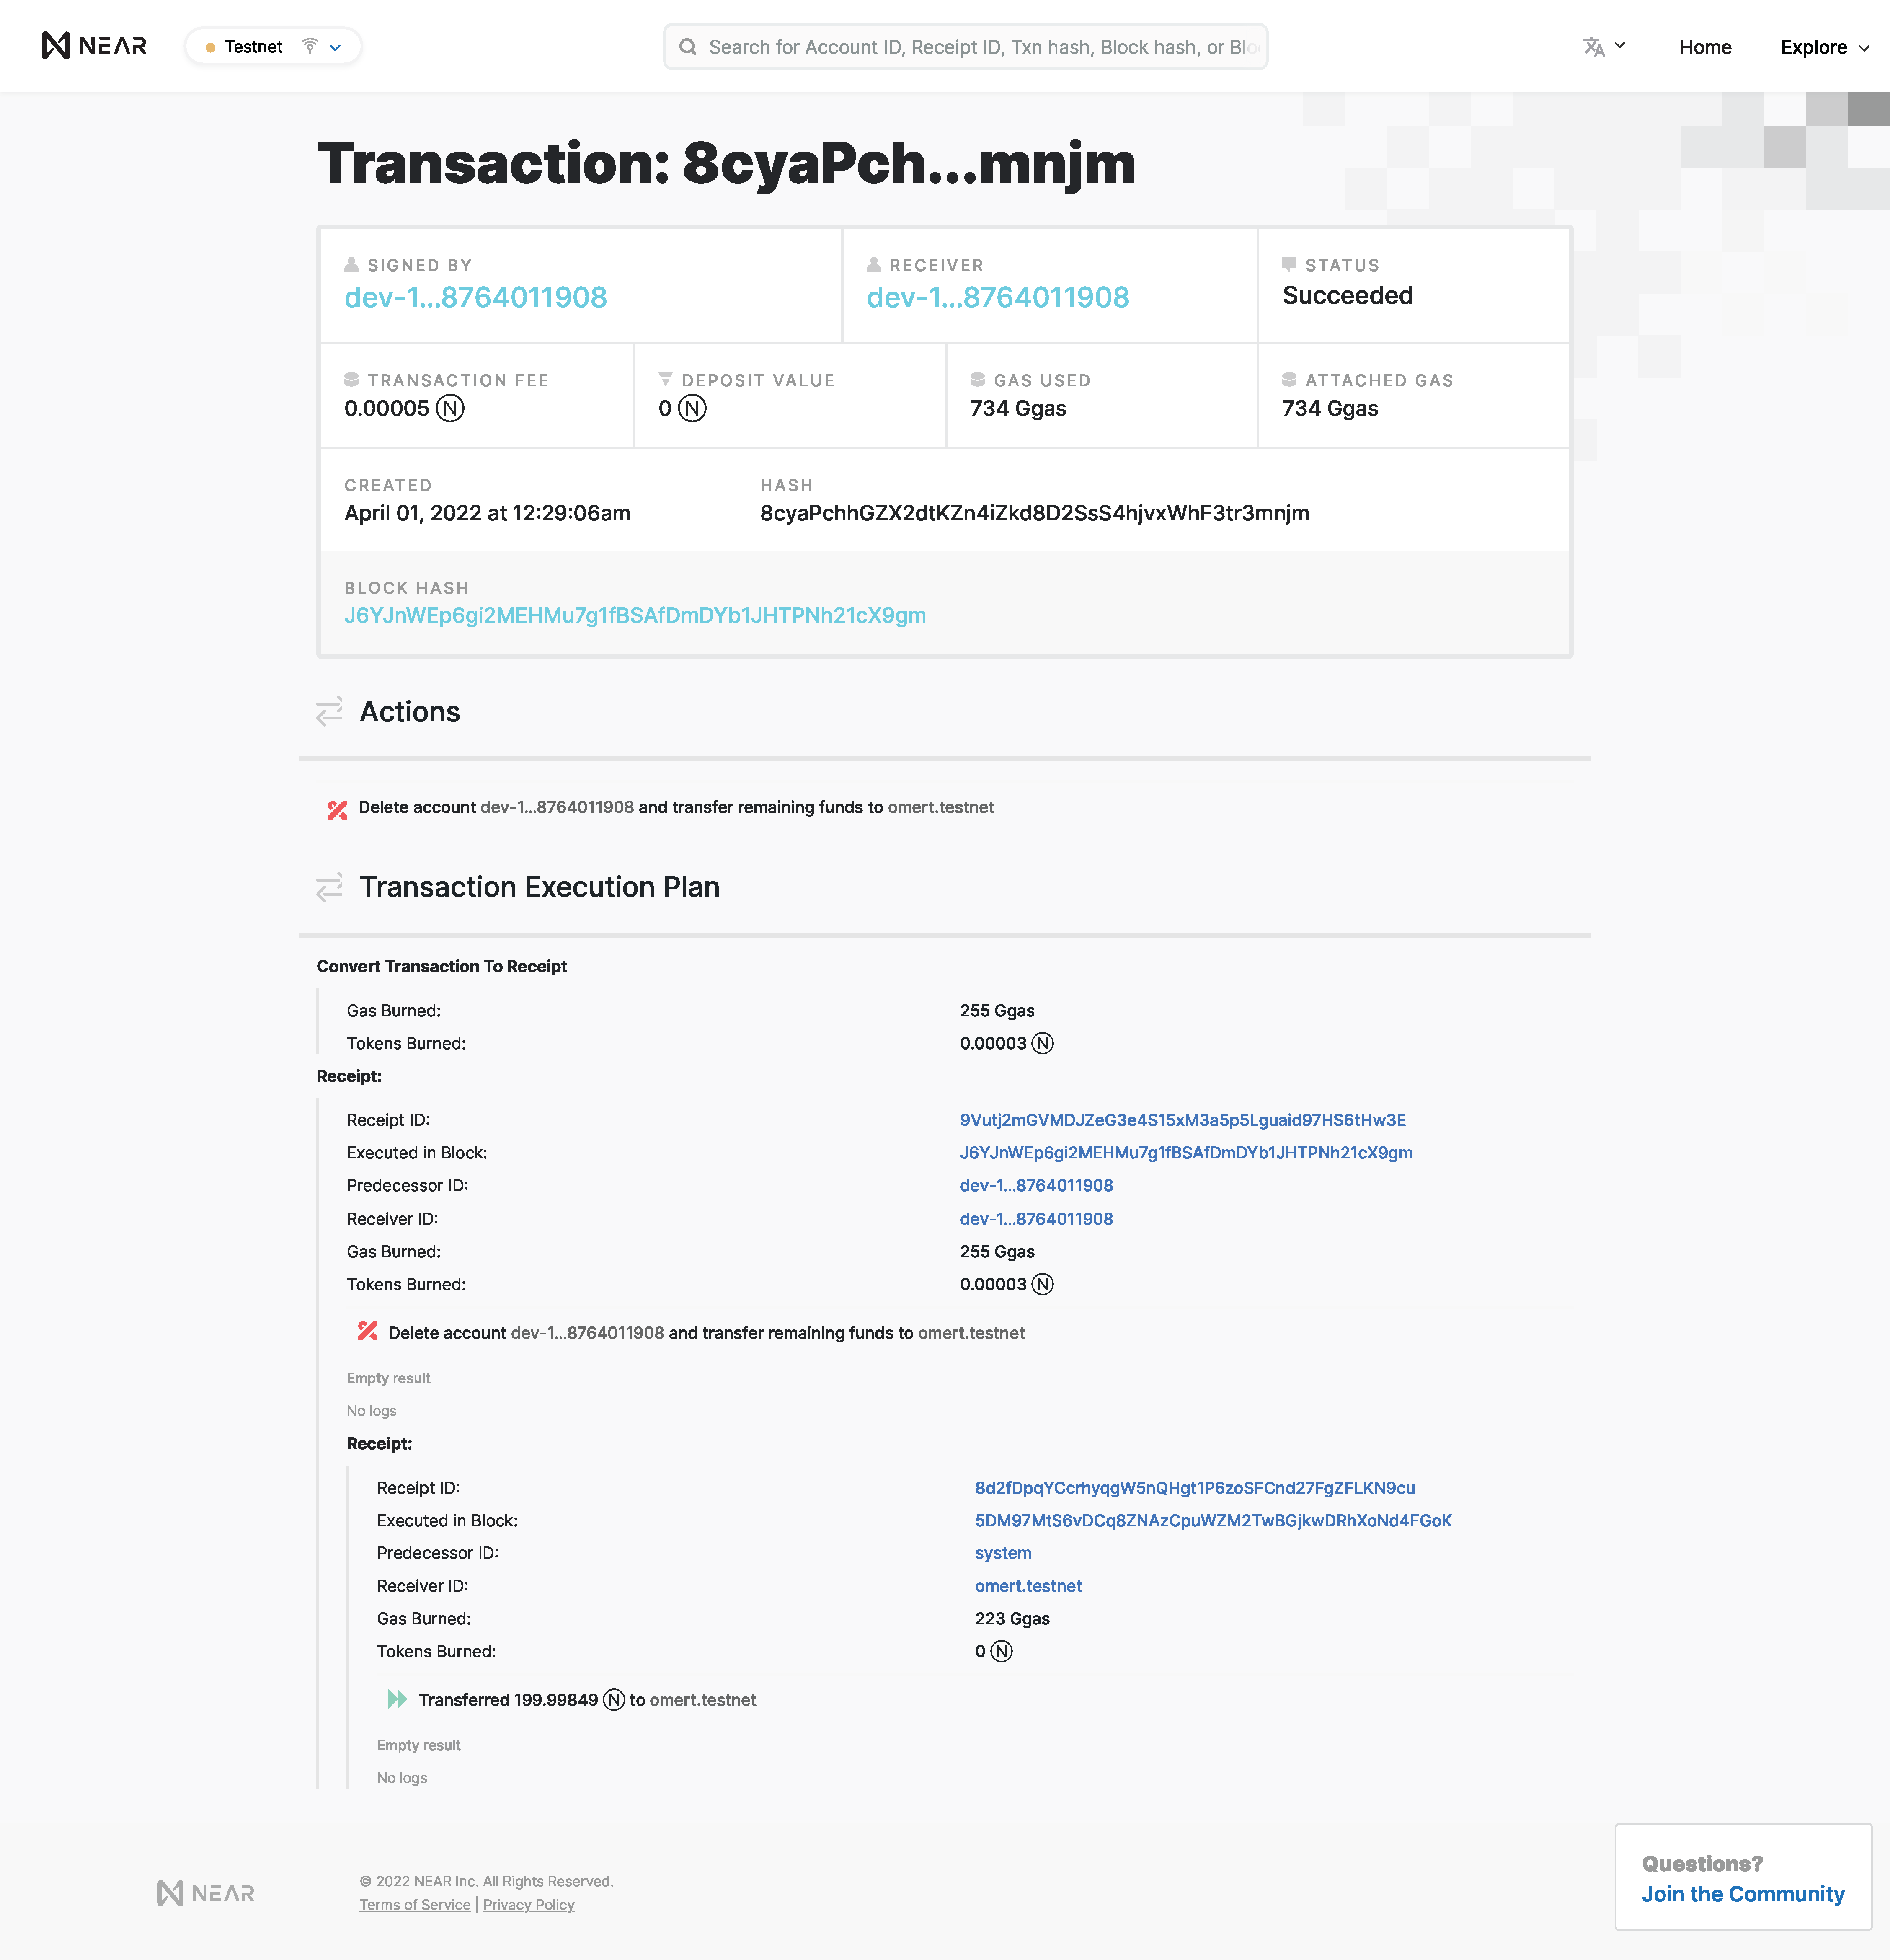 NEAR Testnet Search for Account ID, Receipt ID, Txn hash, Block hash, or Blo Home Explore
Transaction: 8cyaPch...mnjm
SIGNED BY
dev-1...8764011908
RECEIVER
dev-1...8764011908
STATUS
Succeeded
TRANSACTION FEE
0.00005 N
DEPOSIT VALUE
0 N
GAS USED
734 Ggas
ATTACHED GAS
734 Ggas
CREATED
April 01, 2022 at 12:29:06am
HASH
8cyaPchhGZX2dtKZn4iZkd8D2SsS4hjvxWhF3tr3mnjm
BLOCK HASH
J6YJnWEp6gi2MEHMu7g1fBSAfDmDYb1JHTPNh21cX9gm
Actions
Delete account dev-1...8764011908 and transfer remaining funds to omert.testnet
Transaction Execution Plan
Convert Transaction To Receipt
Gas Burned: 255 Ggas
Tokens Burned: 0.00003 N
Receipt:
Receipt ID: 9Vutj2mGVMDJZeG3e4S15xM3a5p5Lguaid97HS6tHw3E
Executed in Block: J6YJnWEp6gi2MEHMu7g1fBSAfDmDYb1JHTPNh21cX9gm
Predecessor ID: dev-1...8764011908
Receiver ID: dev-1...8764011908
Gas Burned: 255 Ggas
Tokens Burned: 0.00003 N
Delete account dev-1...8764011908 and transfer remaining funds to omert.testnet
Empty result
No logs
Receipt:
Receipt ID: 8d2fDpqYCcrhyqgW5nQHgt1P6zoSFCnd27FgZFLKN9cu
Executed in Block: 5DM97MtS6vDCq8ZNAzCpuWZM2TwBGjkwDRhXoNd4FGoK
Predecessor ID: system
Receiver ID: omert.testnet
Gas Burned: 223 Ggas
Tokens Burned: 0 N
Transferred 199.99849 N to omert.testnet
Empty result
No logs
NEAR
© 2022 NEAR Inc. All Rights Reserved.
Terms of Service | Privacy Policy
Questions?
Join the Community